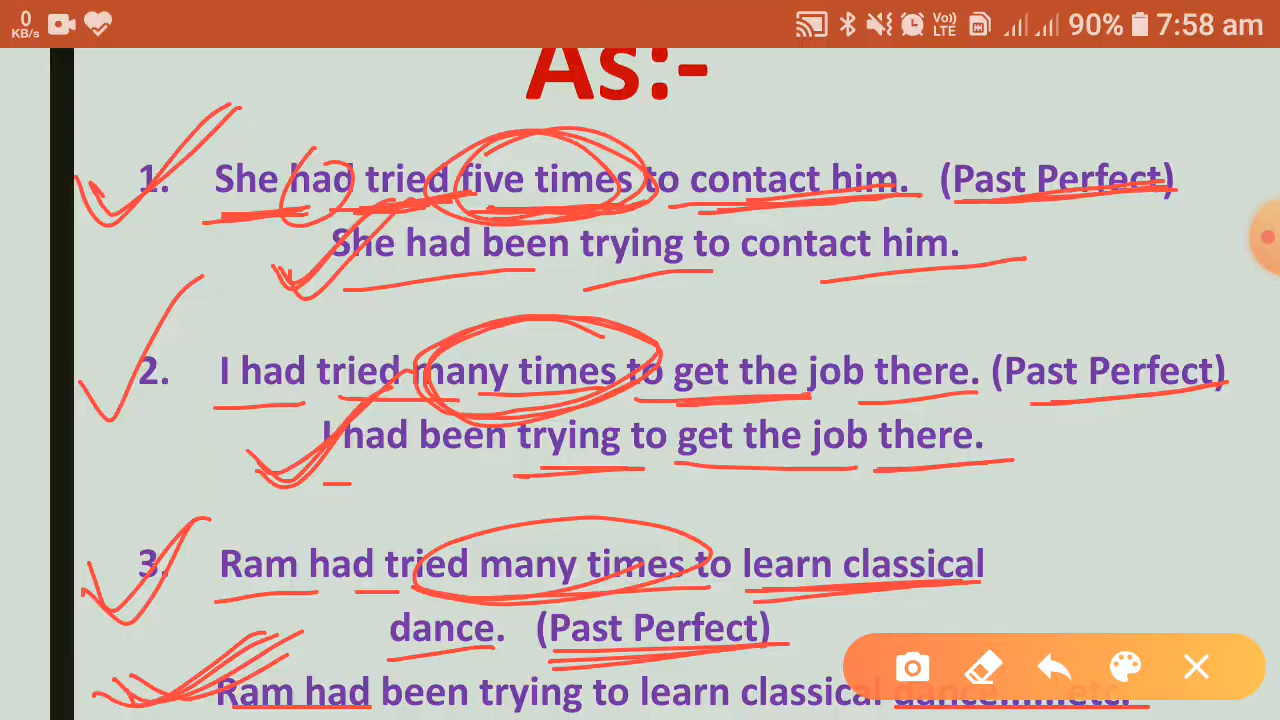 0
KB/s
Vo)
LTE
90%
7:58 am
As:-
1. She had tried five times to contact him. (Past Perfect)
She had been trying to contact him.
2. I had tried many times to get the job there. (Past Perfect)
I had been trying to get the job there.
3. Ram had tried many times to learn classical
dance. (Past Perfect)
Ram had been trying to learn classical dance......etc.